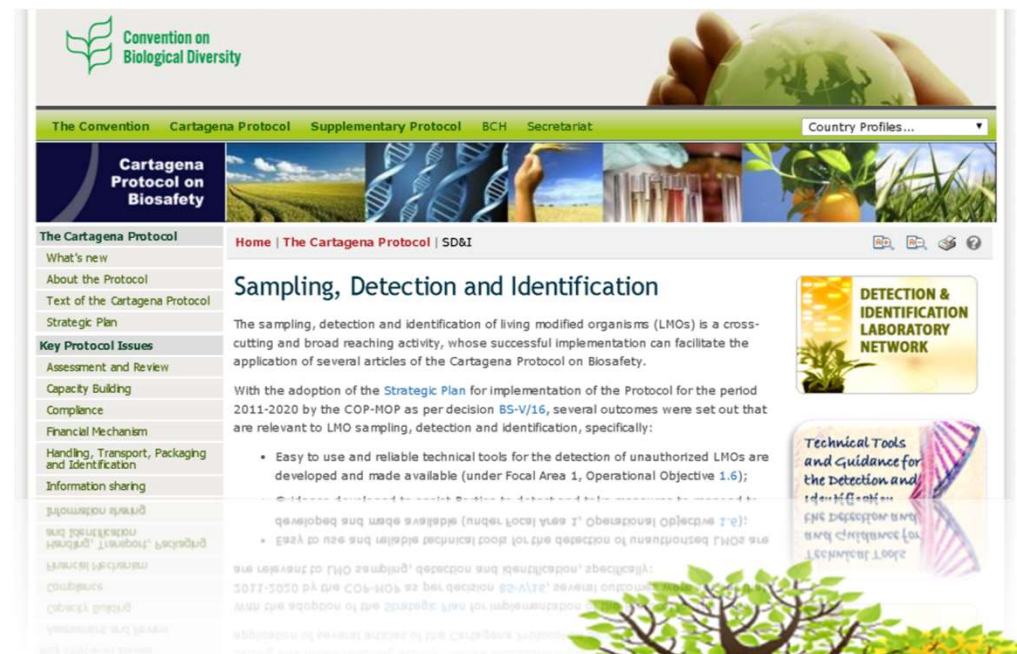 Convention on
Biological Diversity
The Convention Cartagena Protocol Supplementary Protocol BCH Secretariat Country Profiles...
Cartagena
Protocol on
Biosafety
The Cartagena Protocol
What's new
About the Protocol
Text of the Cartagena Protocol
Strategic Plan
Key Protocol Issues
Assessment and Review
Capacity Building
Compliance
Financial Mechanism
Handling, Transport, Packaging
and Identification
Information sharing
Home | The Cartagena Protocol | SD&I
Sampling, Detection and Identification
The sampling, detection and identification of living modified organisms (LMOs) is a cross-
cutting and broad reaching activity, whose successful implementation can facilitate the
application of several articles of the Cartagena Protocol on Biosafety.
With the adoption of the Strategic Plan for implementation of the Protocol for the period
2011-2020 by the COP-MOP as per decision BS-V/16, several outcomes were set out that
are relevant to LMO sampling, detection and identification, specifically:
• Easy to use and reliable technical tools for the detection of unauthorized LMOs are
developed and made available (under Focal Area 1, Operational Objective 1.6);
DETECTION &
IDENTIFICATION
LABORATORY
NETWORK
Technical Tools
and Guidance for
the Detection and